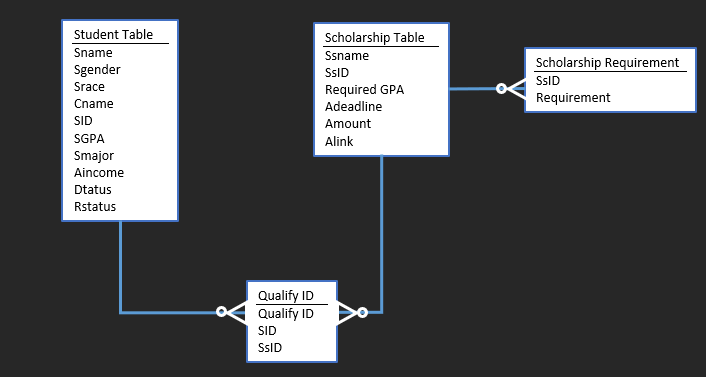 Student Table
Sname
Sgender
Srace
Cname
SID
SGPA
Smajor
Aincome
Dtatus
Rstatus
Scholarship Table
Ssname
SsID
Required GPA
Adeadline
Amount
Alink
Scholarship Requirement
SsID
Requirement
Qualify ID
Qualify ID
SID
SsID